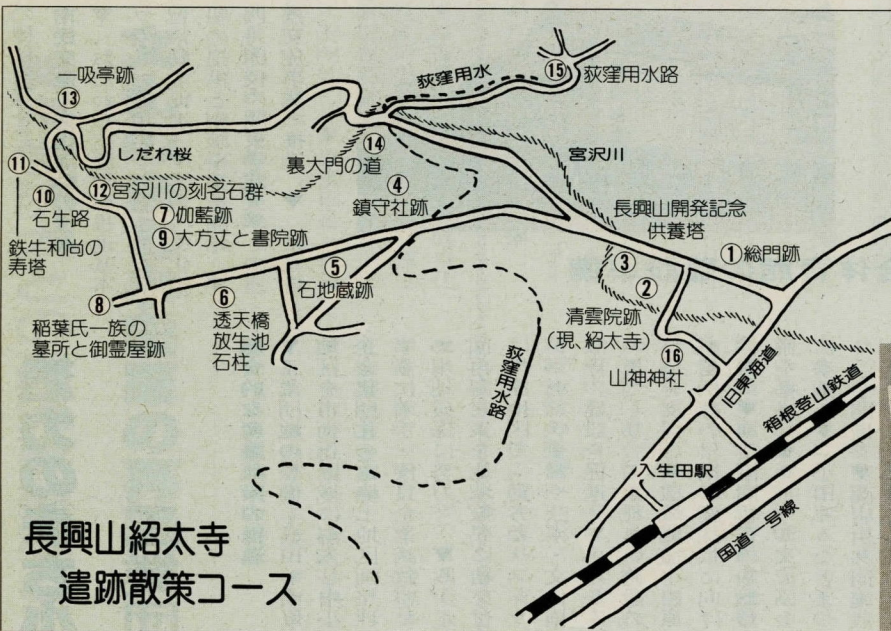 一吸亭跡
⑬
しだれ桜
⑪
⑩
石牛路
鉄牛和尚の
寿塔
⑫宮沢川の刻名石群
⑦伽藍跡
⑨大方丈と書院跡
⑧
稲葉氏一族の
墓所と御霊屋跡
⑥
透天橋
放生池
石柱
⑤
石地蔵跡
④
鎮守社跡
⑭
裏大門の道
荻窪用水
⑮
荻窪用水路
宮沢川
長興山開発記念
供養塔
③
①総門跡
②
清雲院跡
(現、紹太寺)
⑯
山神神社
旧東海道
箱根登山鉄道
入生田駅
国道一号線
荻窪用水路
長興山紹太寺
遺跡散策コース